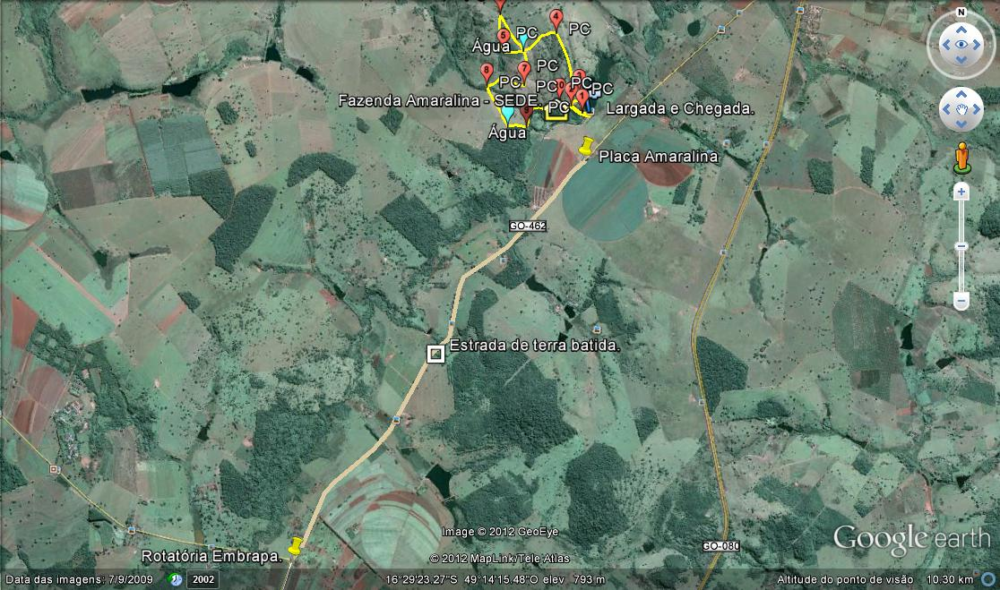 N
4
PC
5
PC
Água
8
7
PC
PC
PC
PC
PC
1
Fazenda Amaralina - SEDE.
PC
Largada e Chegada.
Água
Placa Amaralina
GO-462
Estrada de terra batida.
Rotatória Embrapa.
Image © 2012 GeoEye
© 2012 MapLink/Tele Atlas
GO-080
Google earth
Data das imagens: 7/9/2009
2002
16°29'23.27"S 49°14'15.48"O elev 793 m
Altitude do ponto de visão 10.30 km